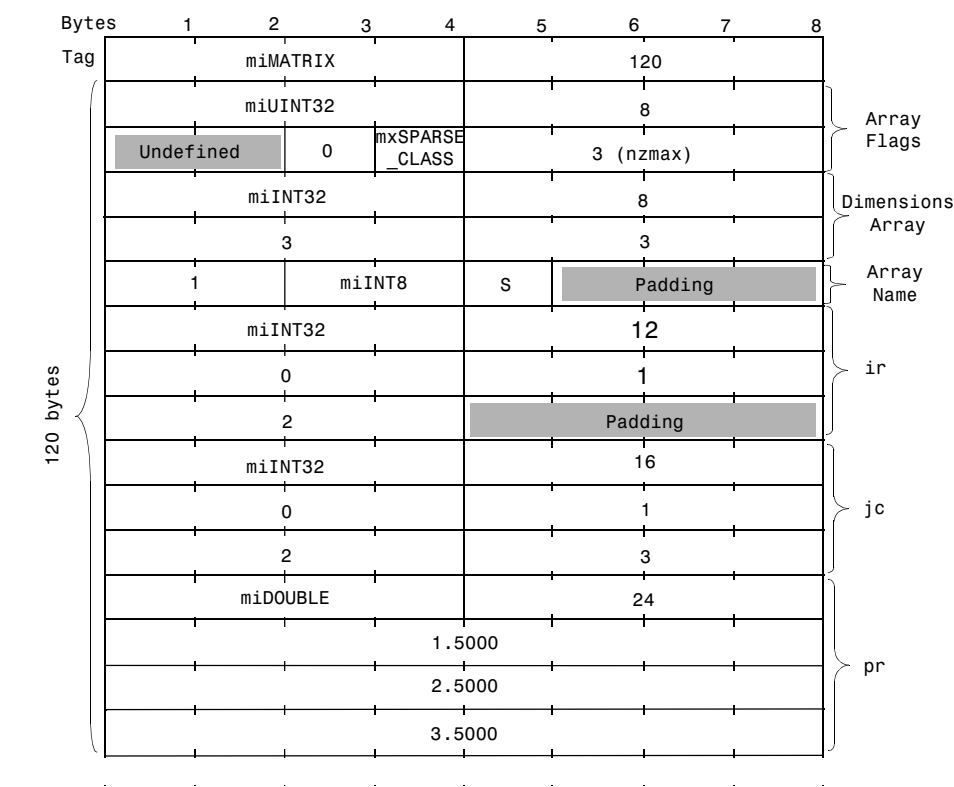 Bytes 1 2 3 4 5 6 7 8
Tag miMATRIX 120
miUINT32 8
Array
Flags
Undefined 0 mxSPARSE
_CLASS 3 (nzmax)
miINT32 8
Dimensions
Array
3 3
1 miINT8 S Padding
Array
Name
miINT32 12
0 1
ir
2 Padding
120 bytes
miINT32 16
0 1
jc
2 3
miDOUBLE 24
1.5000
pr
2.5000
3.5000